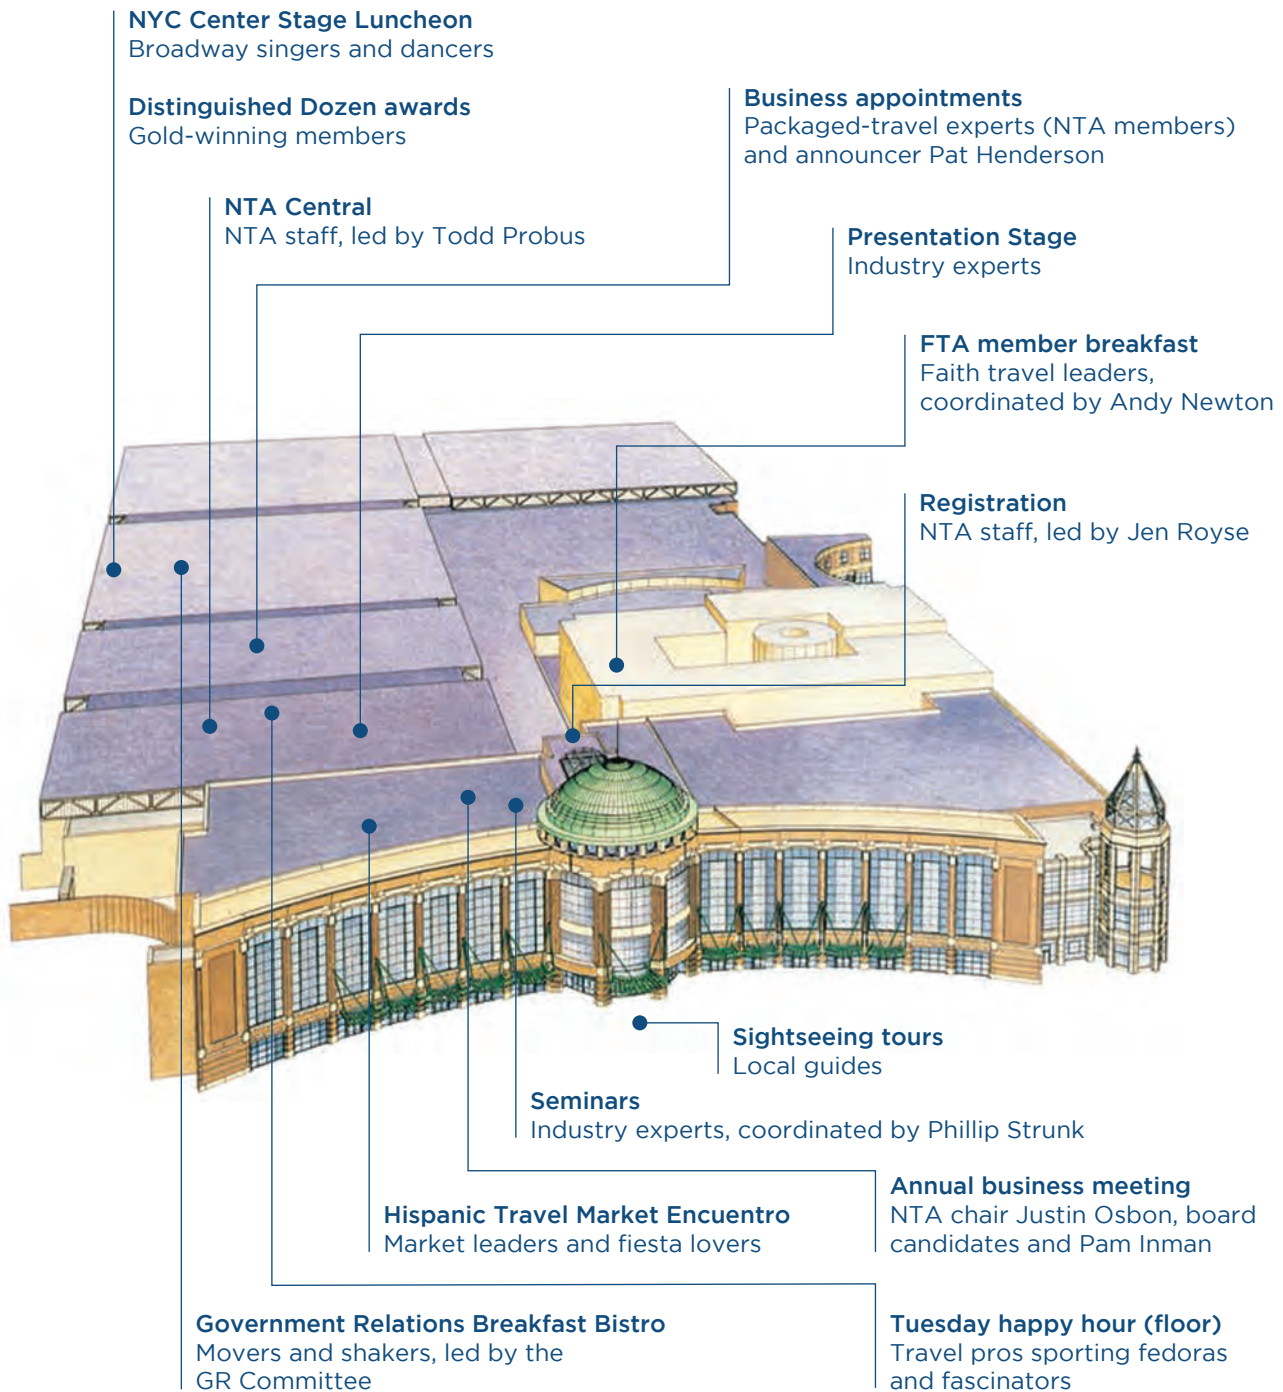 NYC Center Stage Luncheon
Broadway singers and dancers
Distinguished Dozen awards
Gold-winning members
Business appointments
Packaged-travel experts (NTA members)
and announcer Pat Henderson
NTA Central
NTA staff, led by Todd Probus
Presentation Stage
Industry experts
FTA member breakfast
Faith travel leaders,
coordinated by Andy Newton
Registration
NTA staff, led by Jen Royse
Sightseeing tours
Local guides
Seminars
Industry experts, coordinated by Phillip Strunk
Annual business meeting
NTA chair Justin Osbon, board
candidates and Pam Inman
Hispanic Travel Market Encuentro
Market leaders and fiesta lovers
Government Relations Breakfast Bistro
Movers and shakers, led by the
GR Committee
Tuesday happy hour (floor)
Travel pros sporting fedoras
and fascinators